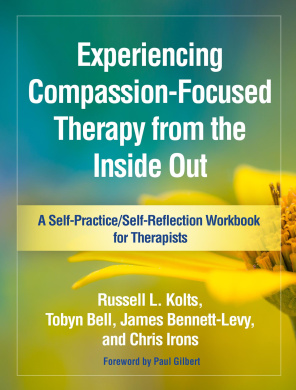 Experiencing
Compassion-Focused
Therapy from the
Inside Out
A Self-Practice/Self-Reflection Workbook
for Therapists
Russell L. Kolts,
Tobyn Bell, James Bennett-Levy,
and Chris Irons
Foreword by Paul Gilbert